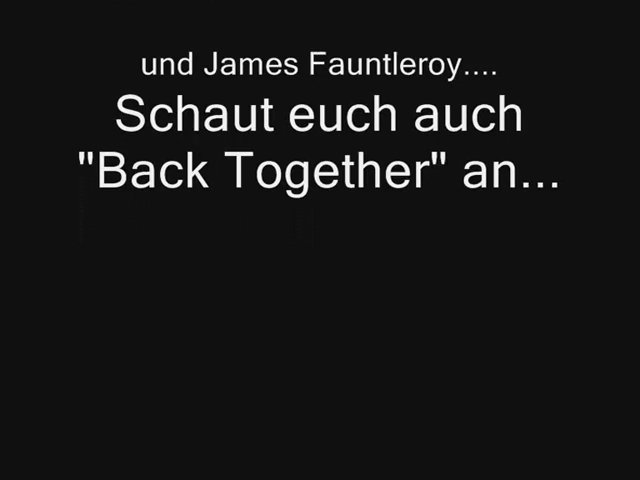 und James Fauntleroy....
Schaut euch auch
"Back Together" an...